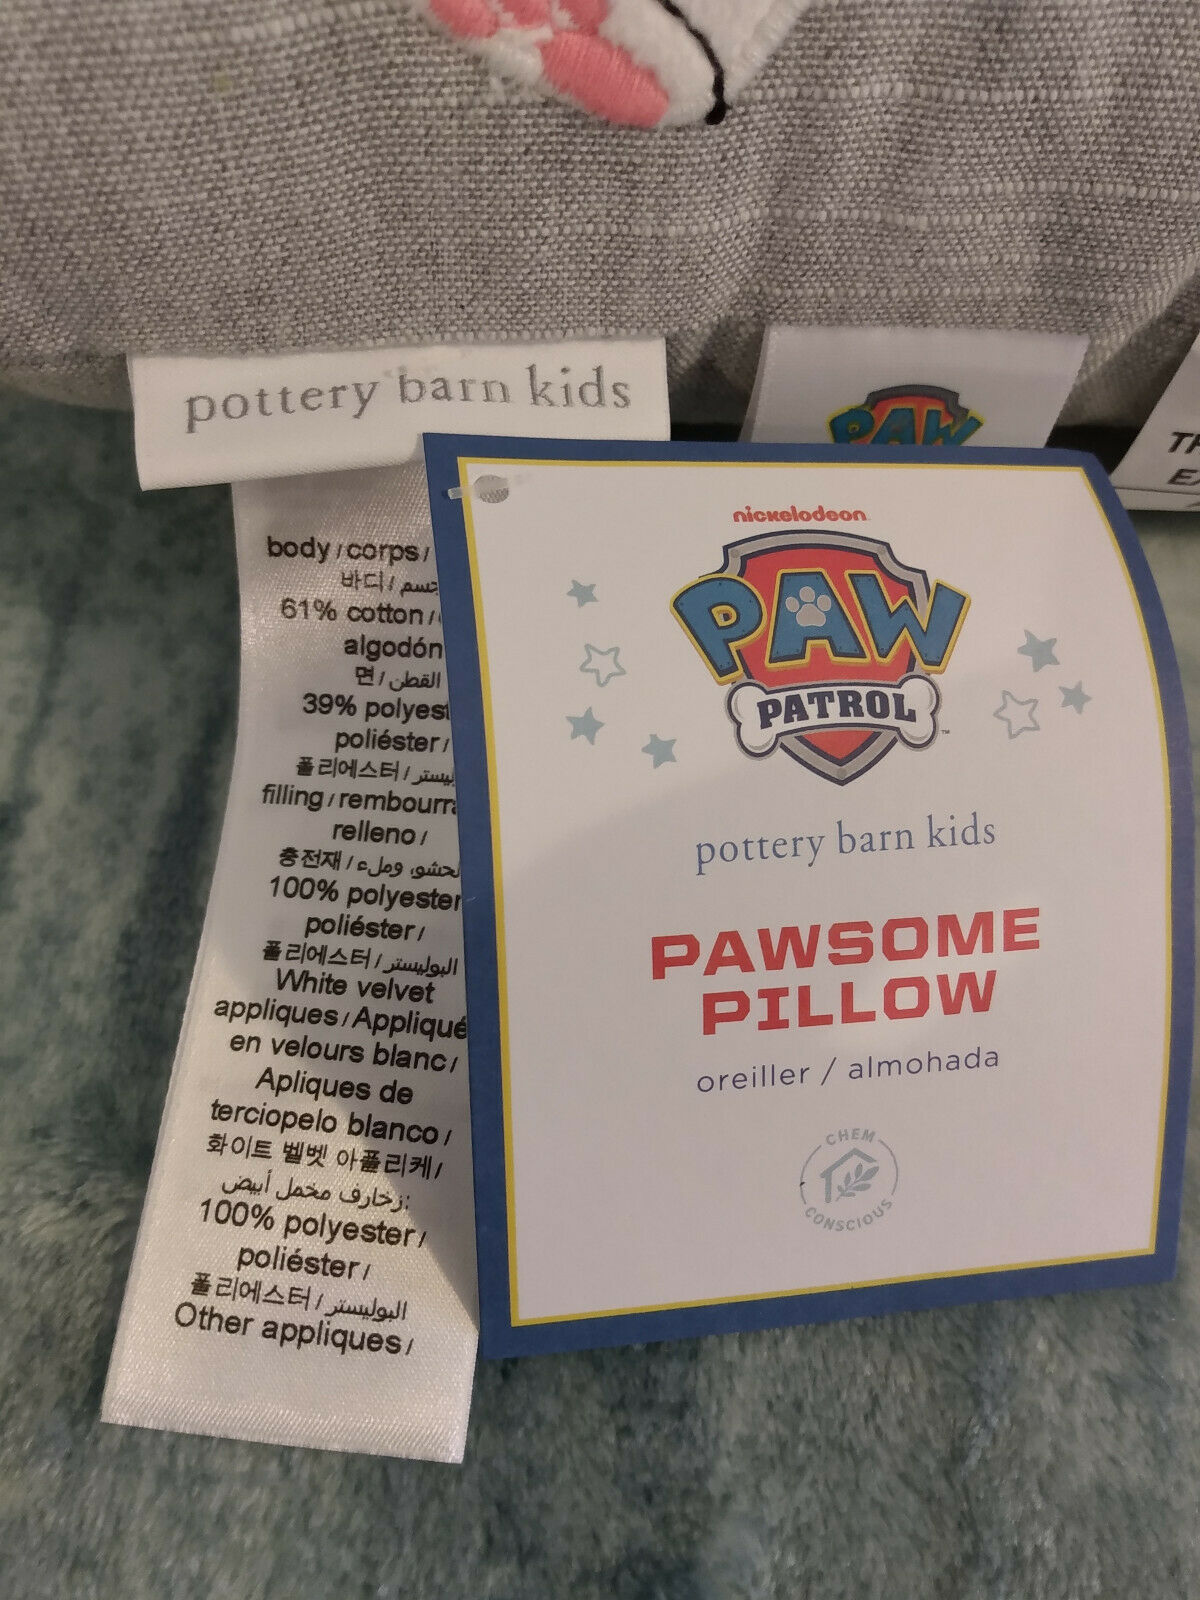 pottery barn kids
body / corps /
바디 / جسم
61% cotton /
algodón
면 / القطن
39%
poliéster /
폴리에스터 /
filling /
relleno /
충전재 / الحشو، وملء
100% polyester
poliéster /
폴리에스터 / البوليستر
White velvet
appliques / Appliqué
en velours blanc /
Apliques de
terciopelo blanco /
화이트 벨벳 아플리케 /
زخارف مخمل أبيض:
100% polyester /
poliéster /
폴리에스터 / البوليستر
Other appliques /
PAW
nickelodeon
PAW
PATROL
™
pottery barn kids
PAWSOME
PILLOW
oreiller / almohada
CHEM
CONSCIOUS